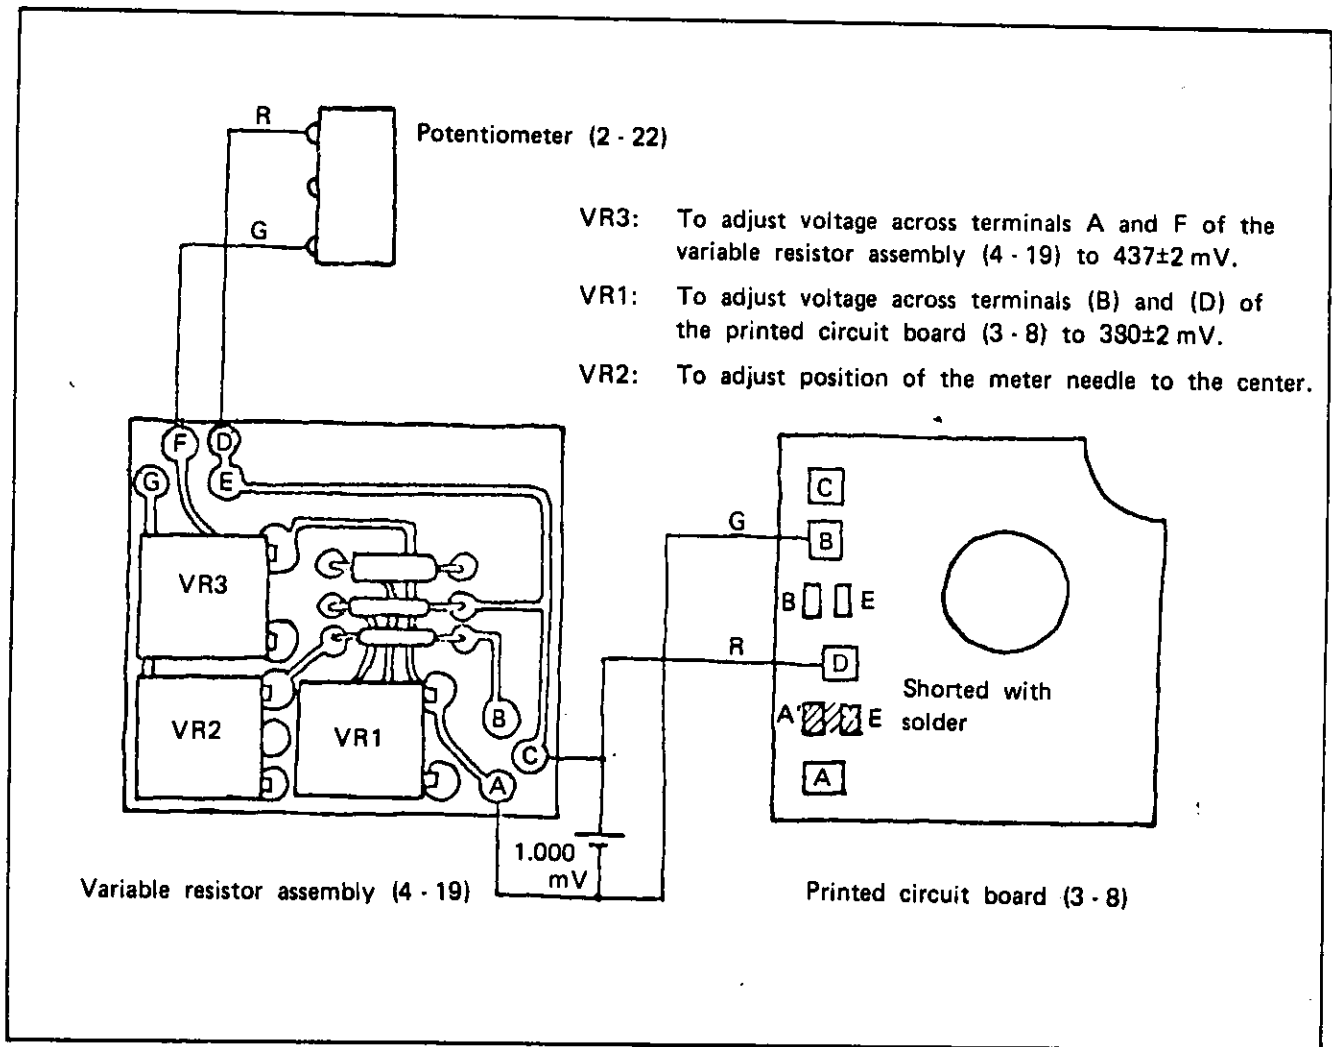 R
Potentiometer (2 - 22)
G
VR3: To adjust voltage across terminals A and F of the
variable resistor assembly (4 - 19) to 437±2 mV.
VR1: To adjust voltage across terminals (B) and (D) of
the printed circuit board (3 - 8) to 380±2 mV.
VR2: To adjust position of the meter needle to the center.
F D
G E
VR3
VR2
VR1
B
C
A
1.000
mV
G
R
C
B
B E
D
Shorted with
solder
A' E
A
Variable resistor assembly (4 - 19)
Printed circuit board (3 - 8)